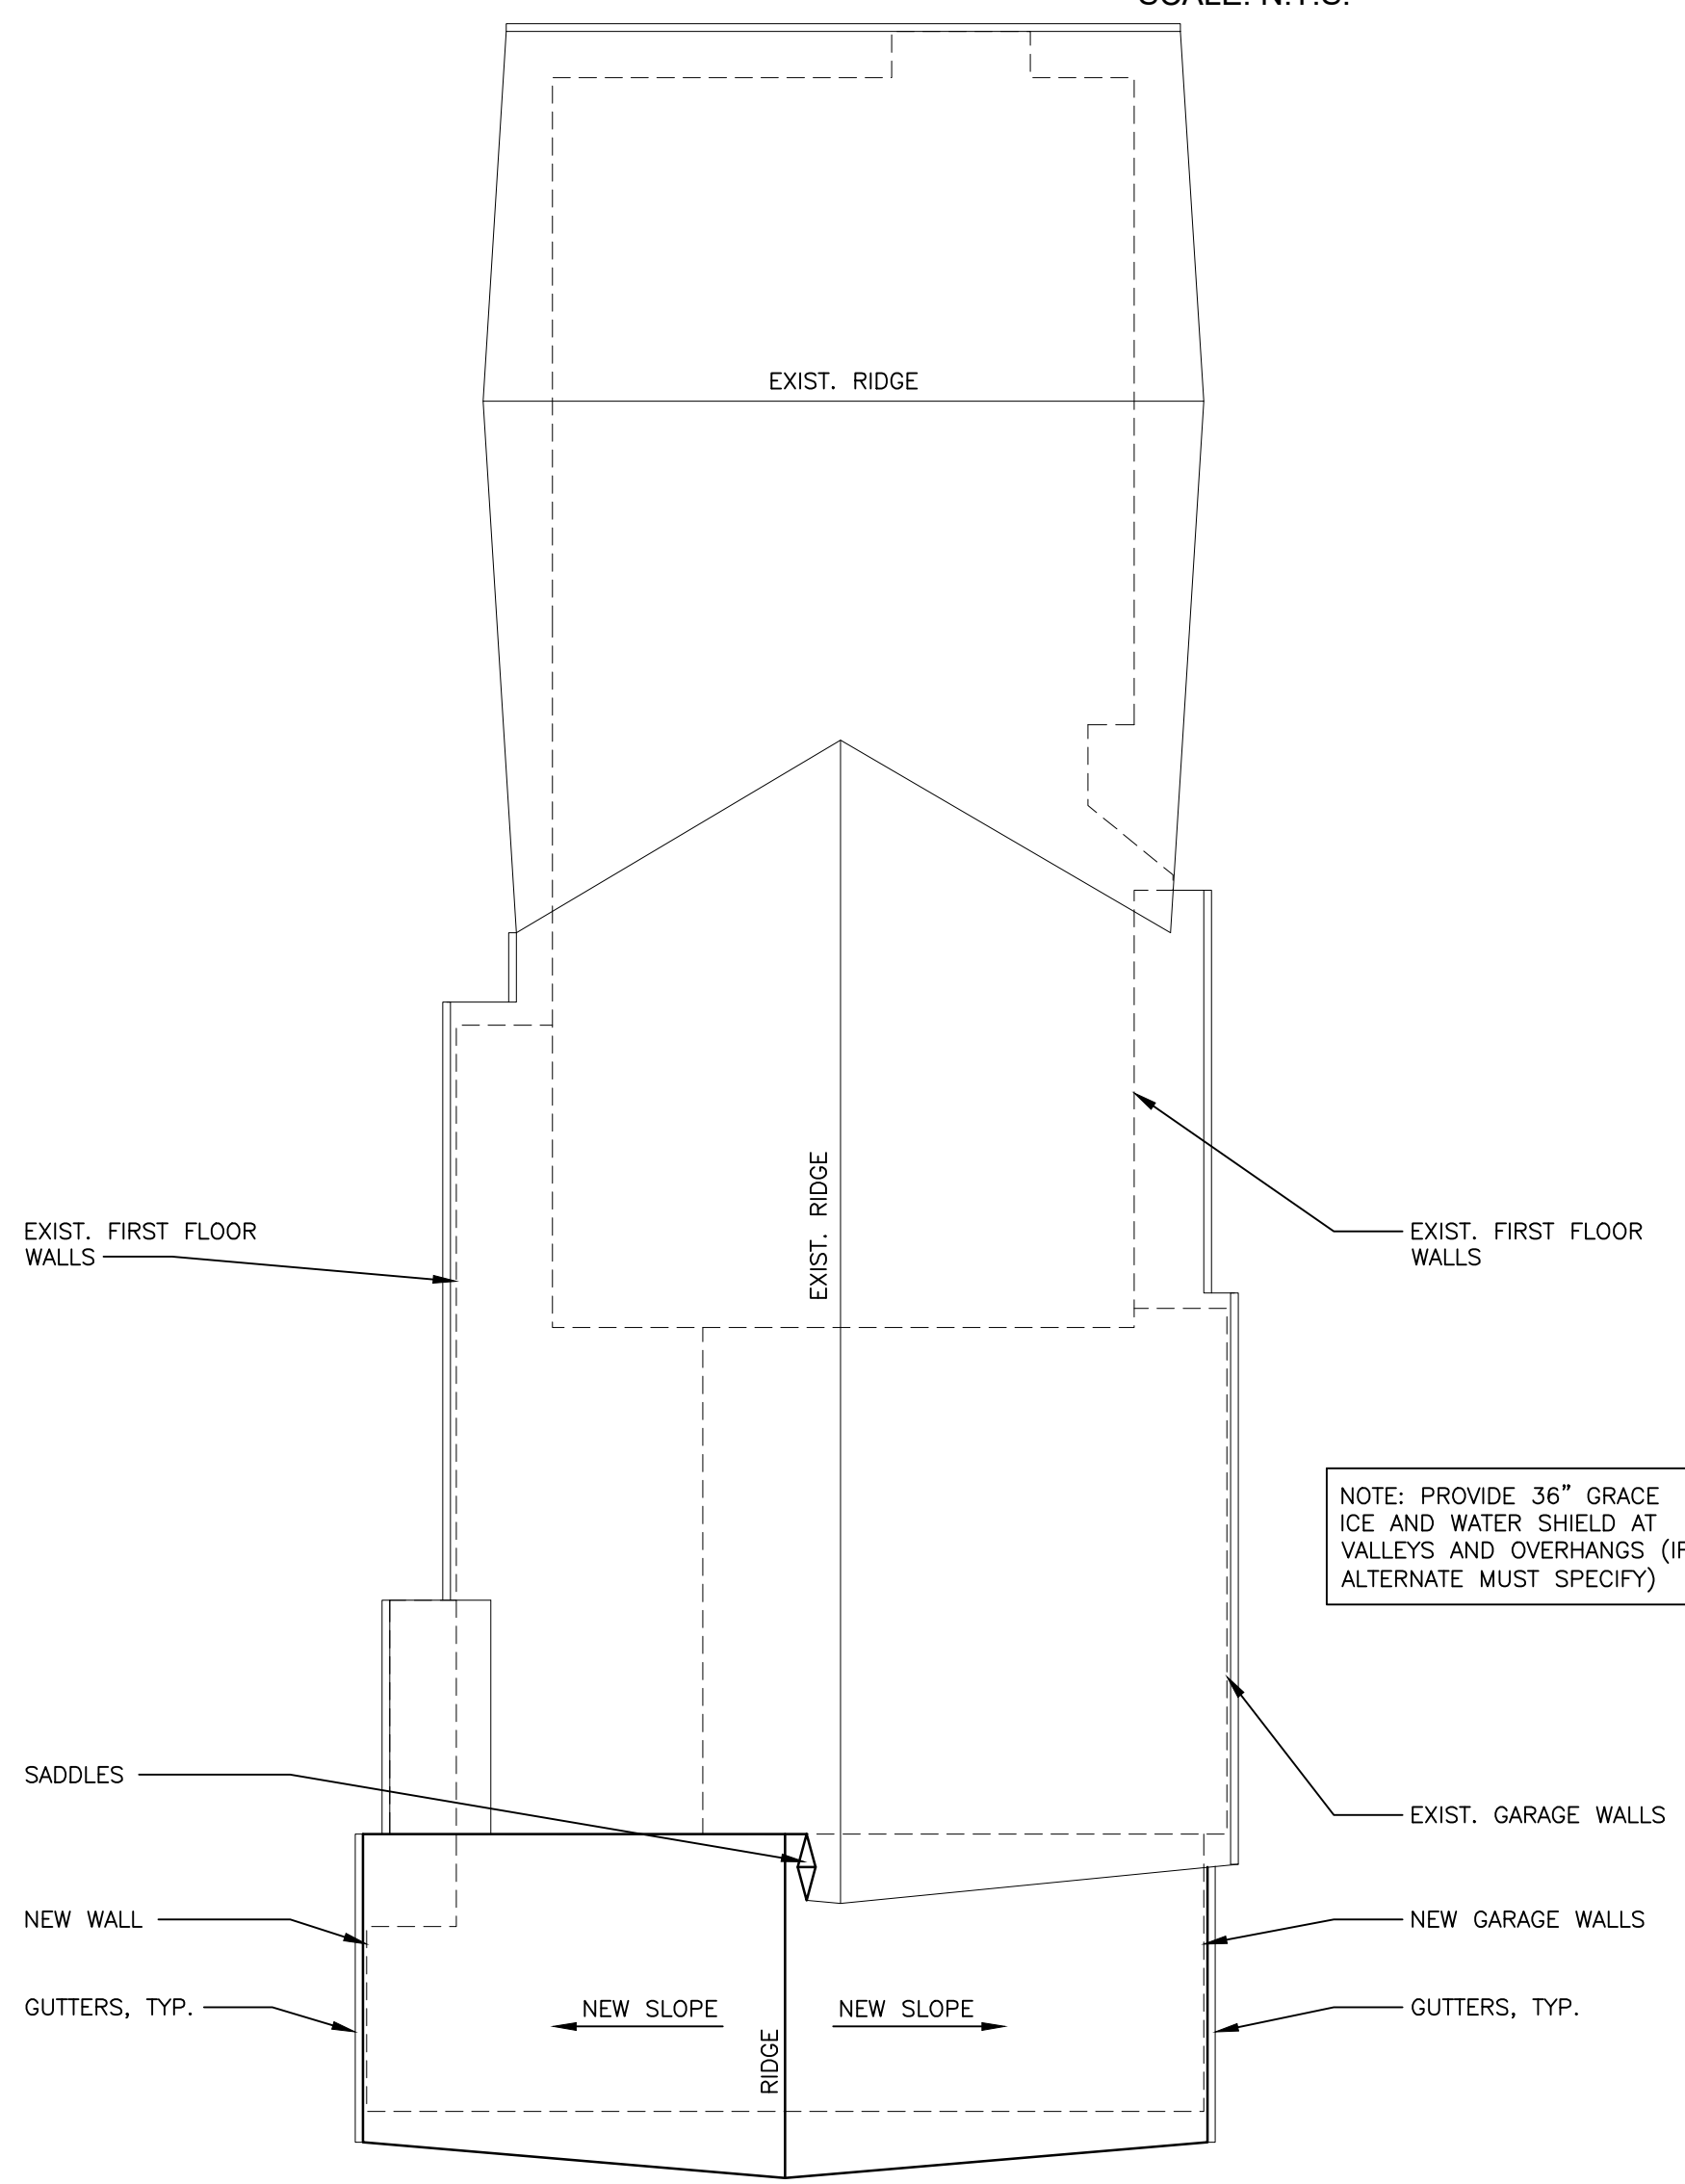 SCALE: N.T.S.
EXIST. RIDGE
EXIST. RIDGE
EXIST. FIRST FLOOR
WALLS
EXIST. FIRST FLOOR
WALLS
NOTE: PROVIDE 36” GRACE
ICE AND WATER SHIELD AT
VALLEYS AND OVERHANGS (IF
ALTERNATE MUST SPECIFY)
SADDLES
EXIST. GARAGE WALLS
NEW WALL
NEW GARAGE WALLS
GUTTERS, TYP.
NEW SLOPE
NEW SLOPE
GUTTERS, TYP.
RIDGE